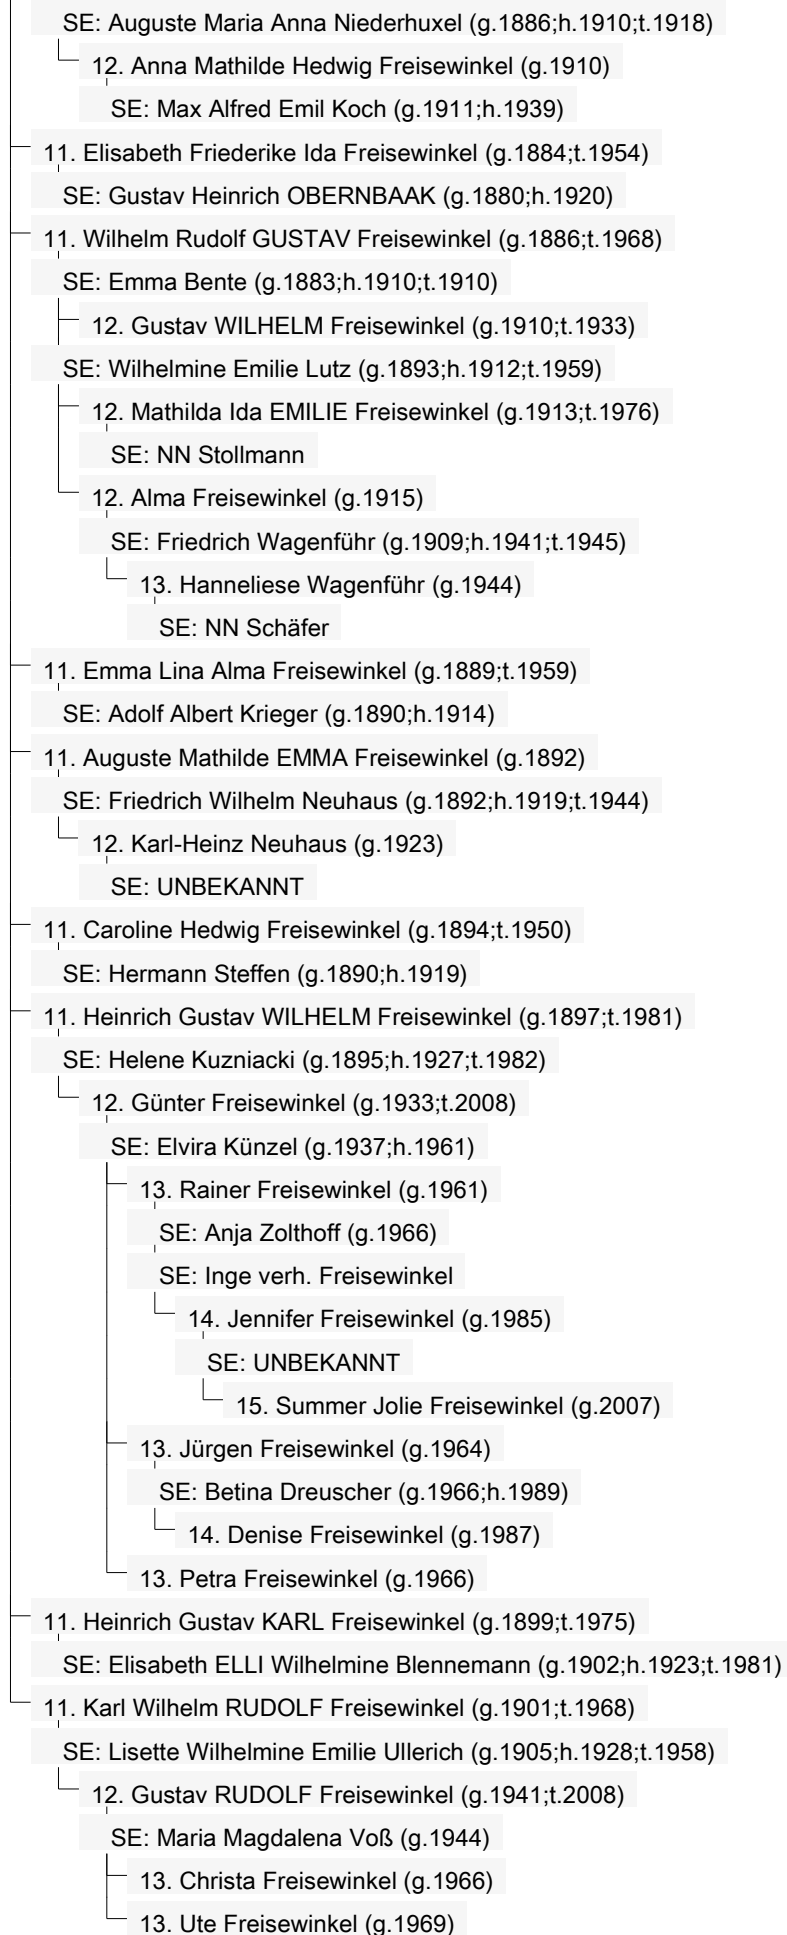 SE: Auguste Maria Anna Niederhuxel (g.1886;h.1910;t.1918)
12. Anna Mathilde Hedwig Freisewinkel (g.1910)
SE: Max Alfred Emil Koch (g.1911;h.1939)
11. Elisabeth Friederike Ida Freisewinkel (g.1884;t.1954)
SE: Gustav Heinrich OBERNBAAK (g.1880;h.1920)
11. Wilhelm Rudolf GUSTAV Freisewinkel (g.1886;t.1968)
SE: Emma Bente (g.1883;h.1910;t.1910)
12. Gustav WILHELM Freisewinkel (g.1910;t.1933)
SE: Wilhelmine Emilie Lutz (g.1893;h.1912;t.1959)
12. Mathilda Ida EMILIE Freisewinkel (g.1913;t.1976)
SE: NN Stollmann
12. Alma Freisewinkel (g.1915)
SE: Friedrich Wagenführ (g.1909;h.1941;t.1945)
13. Hanneliese Wagenführ (g.1944)
SE: NN Schäfer
11. Emma Lina Alma Freisewinkel (g.1889;t.1959)
SE: Adolf Albert Krieger (g.1890;h.1914)
11. Auguste Mathilde EMMA Freisewinkel (g.1892)
SE: Friedrich Wilhelm Neuhaus (g.1892;h.1919;t.1944)
12. Karl-Heinz Neuhaus (g.1923)
SE: UNBEKANNT
11. Caroline Hedwig Freisewinkel (g.1894;t.1950)
SE: Hermann Steffen (g.1890;h.1919)
11. Heinrich Gustav WILHELM Freisewinkel (g.1897;t.1981)
SE: Helene Kuzniacki (g.1895;h.1927;t.1982)
12. Günter Freisewinkel (g.1933;t.2008)
SE: Elvira Künzel (g.1937;h.1961)
13. Rainer Freisewinkel (g.1961)
SE: Anja Zolthoff (g.1966)
SE: Inge verh. Freisewinkel
14. Jennifer Freisewinkel (g.1985)
SE: UNBEKANNT
15. Summer Jolie Freisewinkel (g.2007)
13. Jürgen Freisewinkel (g.1964)
SE: Betina Dreuscher (g.1966;h.1989)
14. Denise Freisewinkel (g.1987)
13. Petra Freisewinkel (g.1966)
11. Heinrich Gustav KARL Freisewinkel (g.1899;t.1975)
SE: Elisabeth ELLI Wilhelmine Blennemann (g.1902;h.1923;t.1981)
11. Karl Wilhelm RUDOLF Freisewinkel (g.1901;t.1968)
SE: Lisette Wilhelmine Emilie Ullerich (g.1905;h.1928;t.1958)
12. Gustav RUDOLF Freisewinkel (g.1941;t.2008)
SE: Maria Magdalena Voß (g.1944)
13. Christa Freisewinkel (g.1966)
13. Ute Freisewinkel (g.1969)